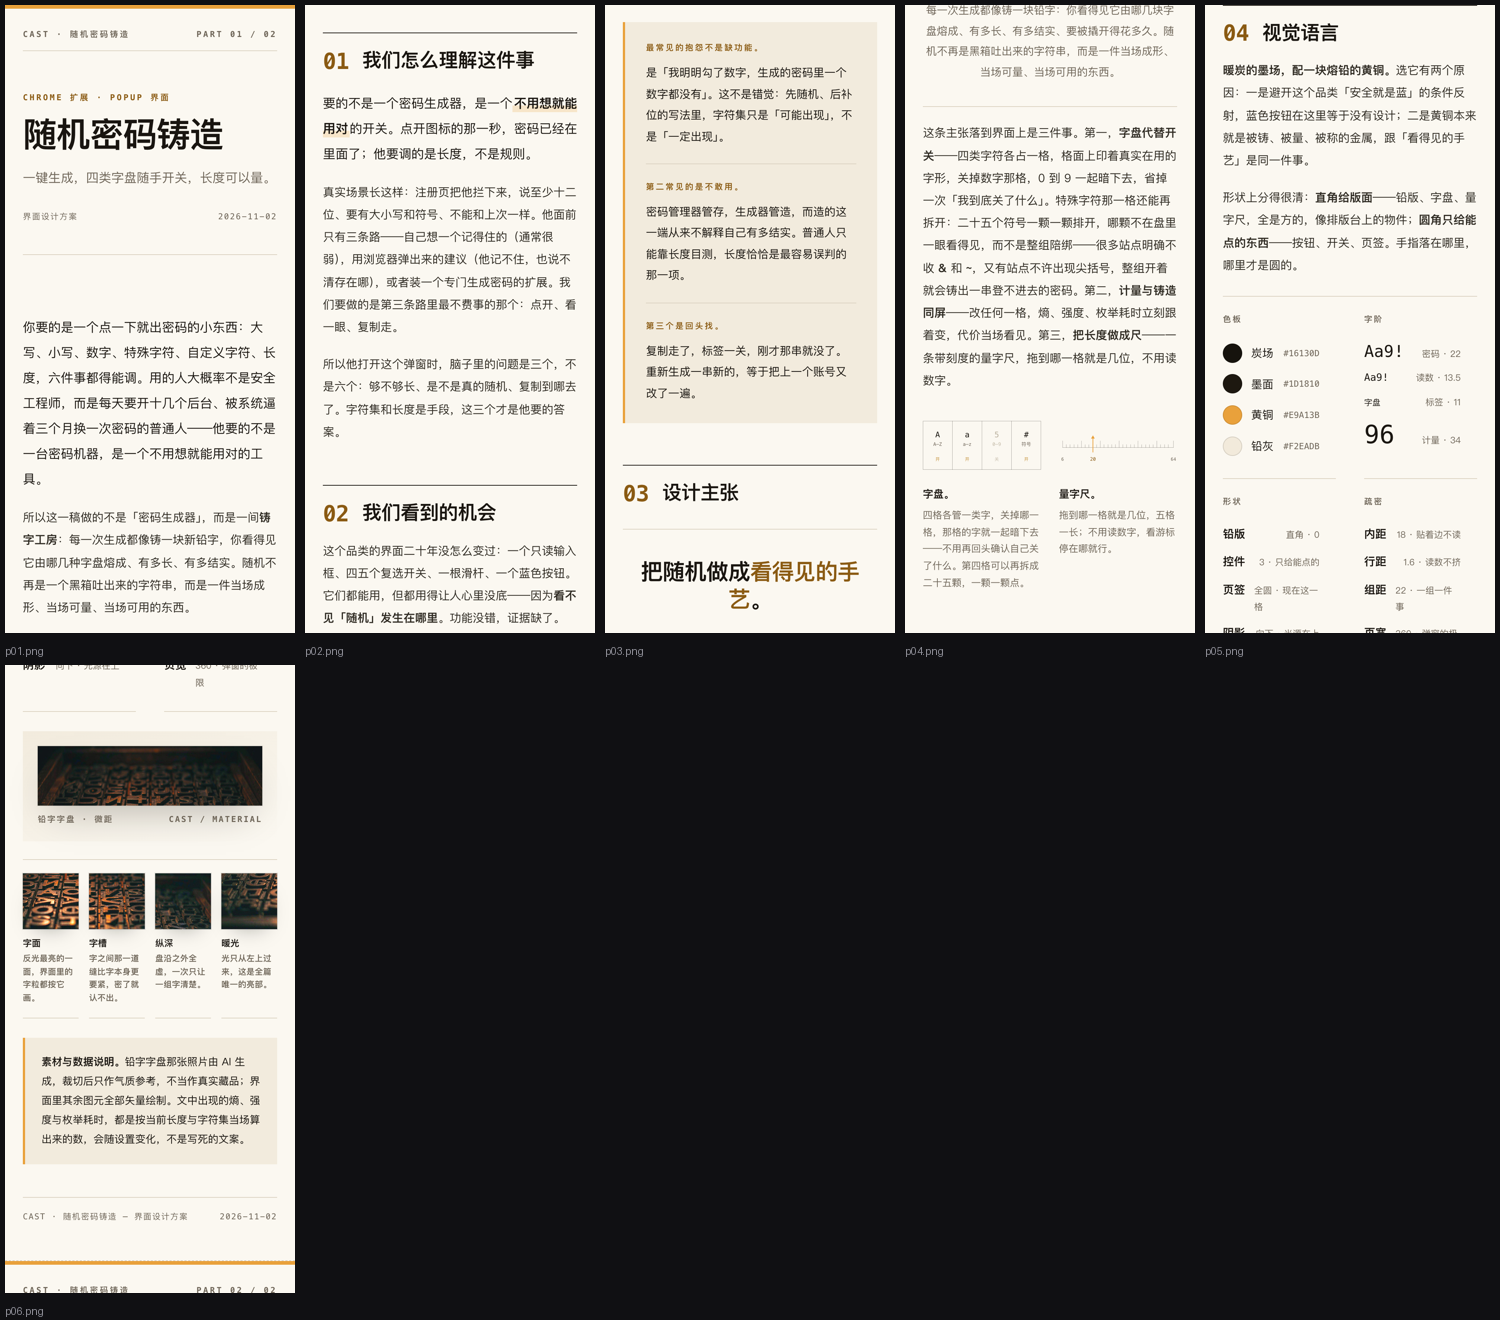 CAST · 随机密码铸造
PART 01 / 02
CHROME 扩展 · POPUP 界面
随机密码铸造
一键生成，四类字盘随手开关，长度可以量。
界面设计方案
2026-11-02
你要的是一个点一下就出密码的小东西：大
写、小写、数字、特殊字符、自定义字符、长
度，六件事都得能调。用的人大概率不是安全
工程师，而是每天要开十几个后台、被系统逼
着三个月换一次密码的普通人——他要的不是
一台密码机器，是一个不用想就能用对的工
具。
所以这一稿做的不是「密码生成器」，而是一间铸
字工房：每一次生成都像铸一块新铅字，你看得见
它由哪几种字盘熔成、有多长、有多结实。随机不
再是一个黑箱吐出来的字符串，而是一件当场成
形、当场可量、当场可用的东西。
p01.png
01 我们怎么理解这件事
要的不是一个密码生成器，是一个不用想就能
用对的开关。点开图标的那一秒，密码已经在
里面了；他要调的是长度，不是规则。
真实场景长这样：注册页把他拦下来，说至少十二
位、要有大小写和符号、不能和上次一样。他面前
只有三条路——自己想一个记得住的（通常很
弱），用浏览器弹出来的建议（他记不住，也说不
清存在哪），或者装一个专门生成密码的扩展。我
们要做的是第三条路里最不费事的那个：点开、看
一眼、复制走。
所以他打开这个弹窗时，脑子里的问题是三个，不
是六个：够不够长、是不是真的随机、复制到哪去
了。字符集和长度是手段，这三个才是他要的答
案。
02 我们看到的机会
这个品类的界面二十年没怎么变过：一个只读输入
框、四五个复选开关、一根滑杆、一个蓝色按钮。
它们都能用，但都用得让人心里没底——因为看不
见「随机」发生在哪里。功能没错，证据缺了。
p02.png
最常见的抱怨不是缺功能。
是「我明明勾了数字，生成的密码里一个
数字都没有」。这不是错觉：先随机、后补
位的写法里，字符集只是「可能出现」，不
是「一定出现」。
第二常见的是不敢用。
密码管理器管存，生成器管造，而造的这
一端从来不解释自己有多结实。普通人只
能靠长度目测，长度恰恰是最容易误判的
那一项。
第三个是回头找。
复制走了，标签一关，刚才那串就没了。
重新生成一串新的，等于把上一个账号又
改了一遍。
03 设计主张
把随机做成看得见的手
艺。
p03.png
每一次生成都像铸一块铅字：你看得见它由哪几块字
盘熔成、有多长、有多结实、要被撬开得花多久。随
机不再是黑箱吐出来的字符串，而是一件当场成形、
当场可量、当场可用的东西。
这条主张落到界面上是三件事。第一，字盘代替开
关——四类字符各占一格，格面上印着真实在用的
字形，关掉数字那格，0 到 9 一起暗下去，省掉
一次「我到底关了什么」。特殊字符那一格还能再
拆开：二十五个符号一颗一颗排开，哪颗不在盘里
一眼看得见，而不是整组陪绑——很多站点明确不
收 & 和 ~，又有站点不许出现尖括号，整组开着
就会铸出一串登不进去的密码。第二，计量与铸造
同屏——改任何一格，熵、强度、枚举耗时立刻跟
着变，代价当场看见。第三，把长度做成尺——一
条带刻度的量字尺，拖到哪一格就是几位，不用读
数字。
A a 5 #
A-Z a-z 0-9 符号
20
64
字盘。
四格各管一类字，关掉哪一
格，那格的字就一起暗下去
——不用再回头确认自己关
了什么。第四格可以再拆成
二十五颗，一颗一颗点。
量字尺。
拖到哪一格就是几位，五格
一长；不用读数字，看游标
停在哪就行。
p04.png
04 视觉语言
暖炭的墨场，配一块熔铅的黄铜。选它有两个原
因：一是避开这个品类「安全就是蓝」的条件反
射，蓝色按钮在这里等于没有设计；二是黄铜本来
就是被铸、被量、被称的金属，跟「看得见的手
艺」是同一件事。
形状上分得很清：直角给版面——铅版、字盘、量
字尺，全是方的，像排版台上的物件；圆角只给能
点的东西——按钮、开关、页签。手指落在哪里，
哪里才是圆的。
色板
炭场 #16130D
墨面 #1D1810
黄铜 #E9A13B
铅灰 #F2EADB
字阶
Aa9! 密码 · 22
Aa9! 读数 · 13.5
字盘 标签 · 11
96 计量 · 34
形状
铅版 直角 · 0
控件 3 · 只给能点的
页签 全圆 · 现在这一
格
疏密
内距 18 · 贴着边不读
行距 1.6 · 读数不挤
组距 22 · 一组一件
事
p05.png
阴影 向下 · 光源在上
页宽 360 · 弹窗的极
限
铅字字盘 · 微距
CAST / MATERIAL
字面
反光最亮的一
面，界面里的
字粒都按它
画。
字槽
字之间那一道
缝比字本身更
要紧，密了就
认不出。
纵深
盘沿之外全
虚，一次只让
一组字清楚。
暖光
光只从左上过
来，这是全篇
唯一的亮部。
素材与数据说明。铅字字盘那张照片由 AI 生
成，裁切后只作气质参考，不当作真实藏品；界
面里其余图元全部矢量绘制。文中出现的熵、强
度与枚举耗时，都是按当前长度与字符集当场算
出来的数，会随设置变化，不是写死的文案。
CAST · 随机密码铸造 — 界面设计方案
2026-11-02
CAST · 随机密码铸造
PART 02 / 02
p06.png